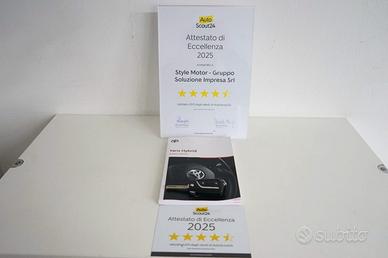 Auto
Scout24
Attestato di
Eccellenza
2025
Style Motor - Gruppo
Soluzione Impresa Srl
Yaris Hybrid
Auto
Scout24
Attestato di Eccellenza
2025
subito